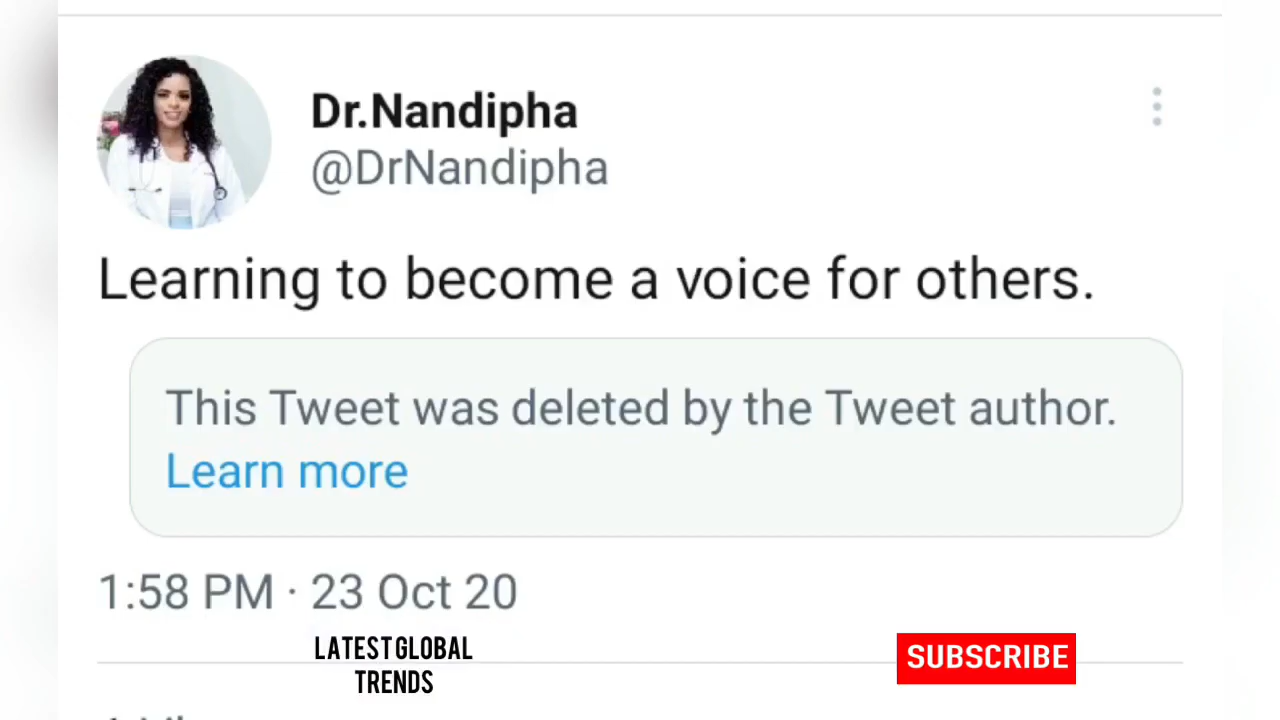 Dr.Nandipha
@DrNandipha
Learning to become a voice for others.
This Tweet was deleted by the Tweet author.
Learn more
1:58 PM · 23 Oct 20
LATEST GLOBAL
TRENDS
SUBSCRIBE